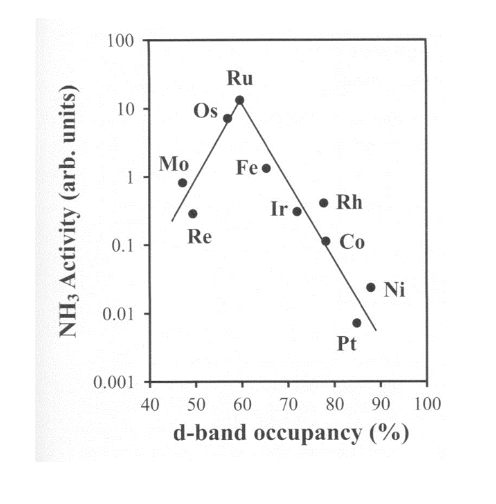 100
10
1
0.1
0.01
0.001
NH₃ Activity (arb. units)
Ru
Os
Mo
Fe
Re
Ir
Rh
Co
Ni
Pt
40 50 60 70 80 90 100
d-band occupancy (%)